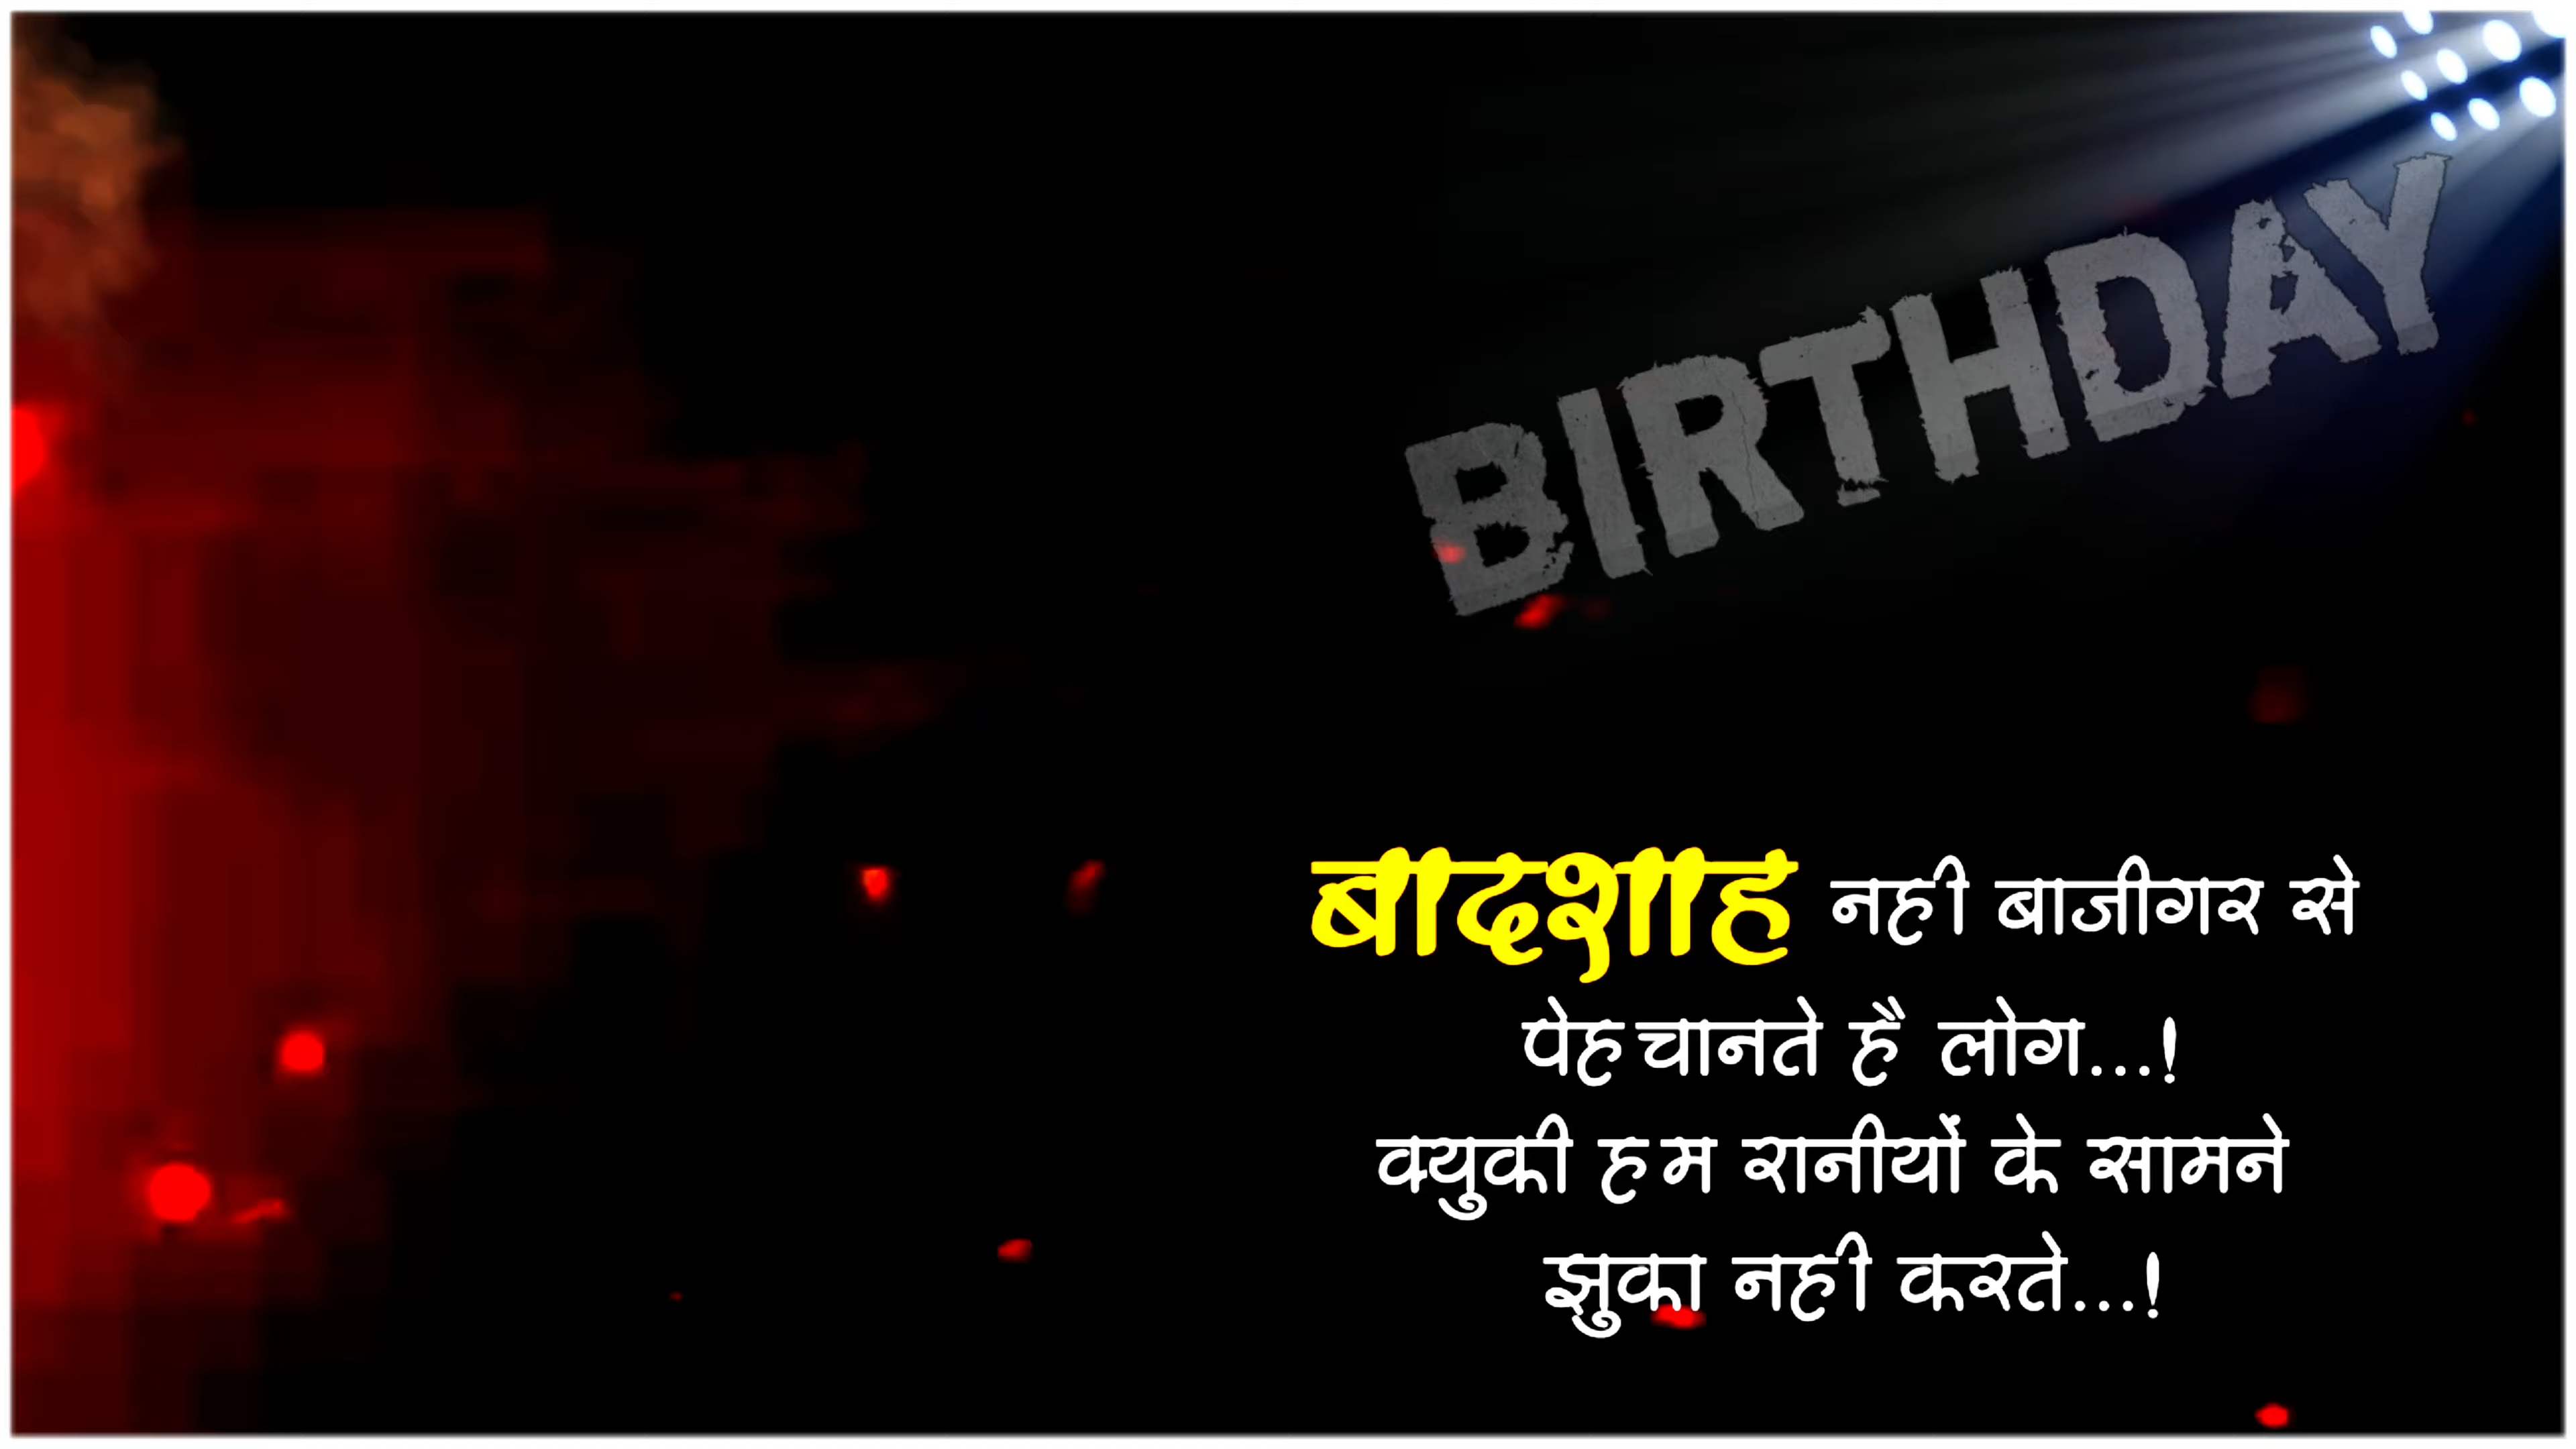 BIRTHDAY
बादशाह नही बाजीगर से
पेहचानते है लोग...!
क्युकी हम रानीयों के सामने
झुका नही करते...!